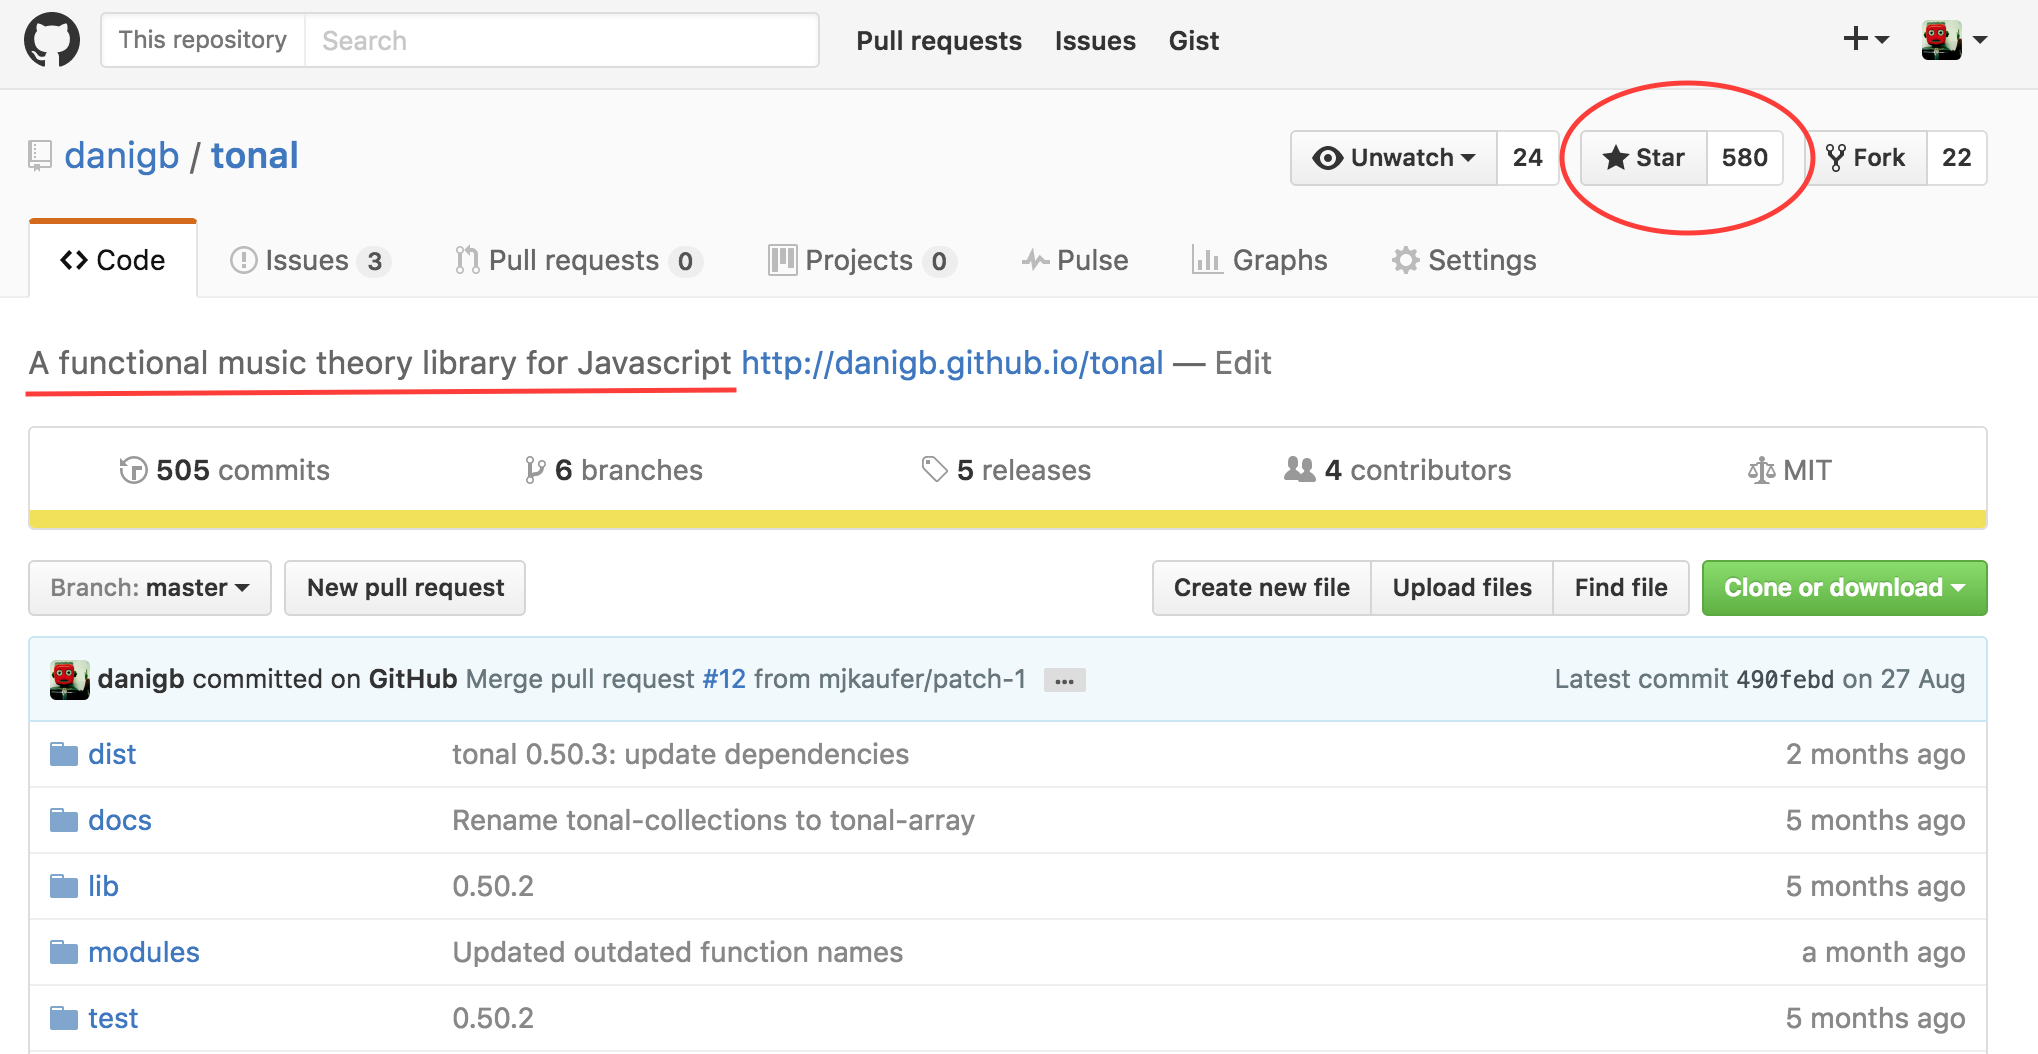 This repository Search Pull requests Issues Gist
danigb / tonal Unwatch 24 Star 580 Fork 22
Code Issues 3 Pull requests 0 Projects 0 Pulse Graphs Settings
A functional music theory library for Javascript http://danigb.github.io/tonal — Edit
505 commits 6 branches 5 releases 4 contributors MIT
Branch: master New pull request Create new file Upload files Find file Clone or download
danigb committed on GitHub Merge pull request #12 from mjkaufer/patch-1 … Latest commit 490febd on 27 Aug
dist tonal 0.50.3: update dependencies 2 months ago
docs Rename tonal-collections to tonal-array 5 months ago
lib 0.50.2 5 months ago
modules Updated outdated function names a month ago
test 0.50.2 5 months ago